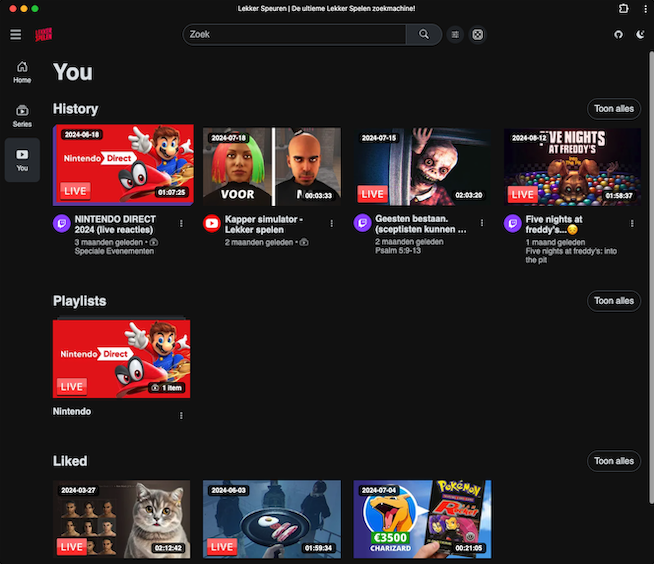 Lekker Speuren | De ultieme Lekker Spelen zoekmachine!
LEKKER
SPELEN
Zoek
Home
Series
You
You
History
Toon alles
2024-06-18
Nintendo Direct
LIVE
01:07:25
NINTENDO DIRECT
2024 (live reacties)
3 maanden geleden •
Speciale Evenementen
2024-07-18
VOOR
00:03:33
Kapper simulator -
Lekker spelen
2 maanden geleden •
2024-07-15
LIVE
02:03:20
Geesten bestaan.
(sceptisten kunnen ...
2 maanden geleden
Psalm 5:9-13
2024-08-12
FIVE NIGHTS
AT FREDDY'S
LIVE
01:58:37
Five nights at
freddy's...😏
1 maand geleden
Five nights at freddy's: into
the pit
Playlists
Toon alles
Nintendo Direct
LIVE
1 item
Nintendo
Liked
Toon alles
2024-03-27
LIVE
02:12:42
2024-06-03
LIVE
01:59:34
2024-07-04
POKéMON
Rocket
€3500
CHARIZARD
00:21:05